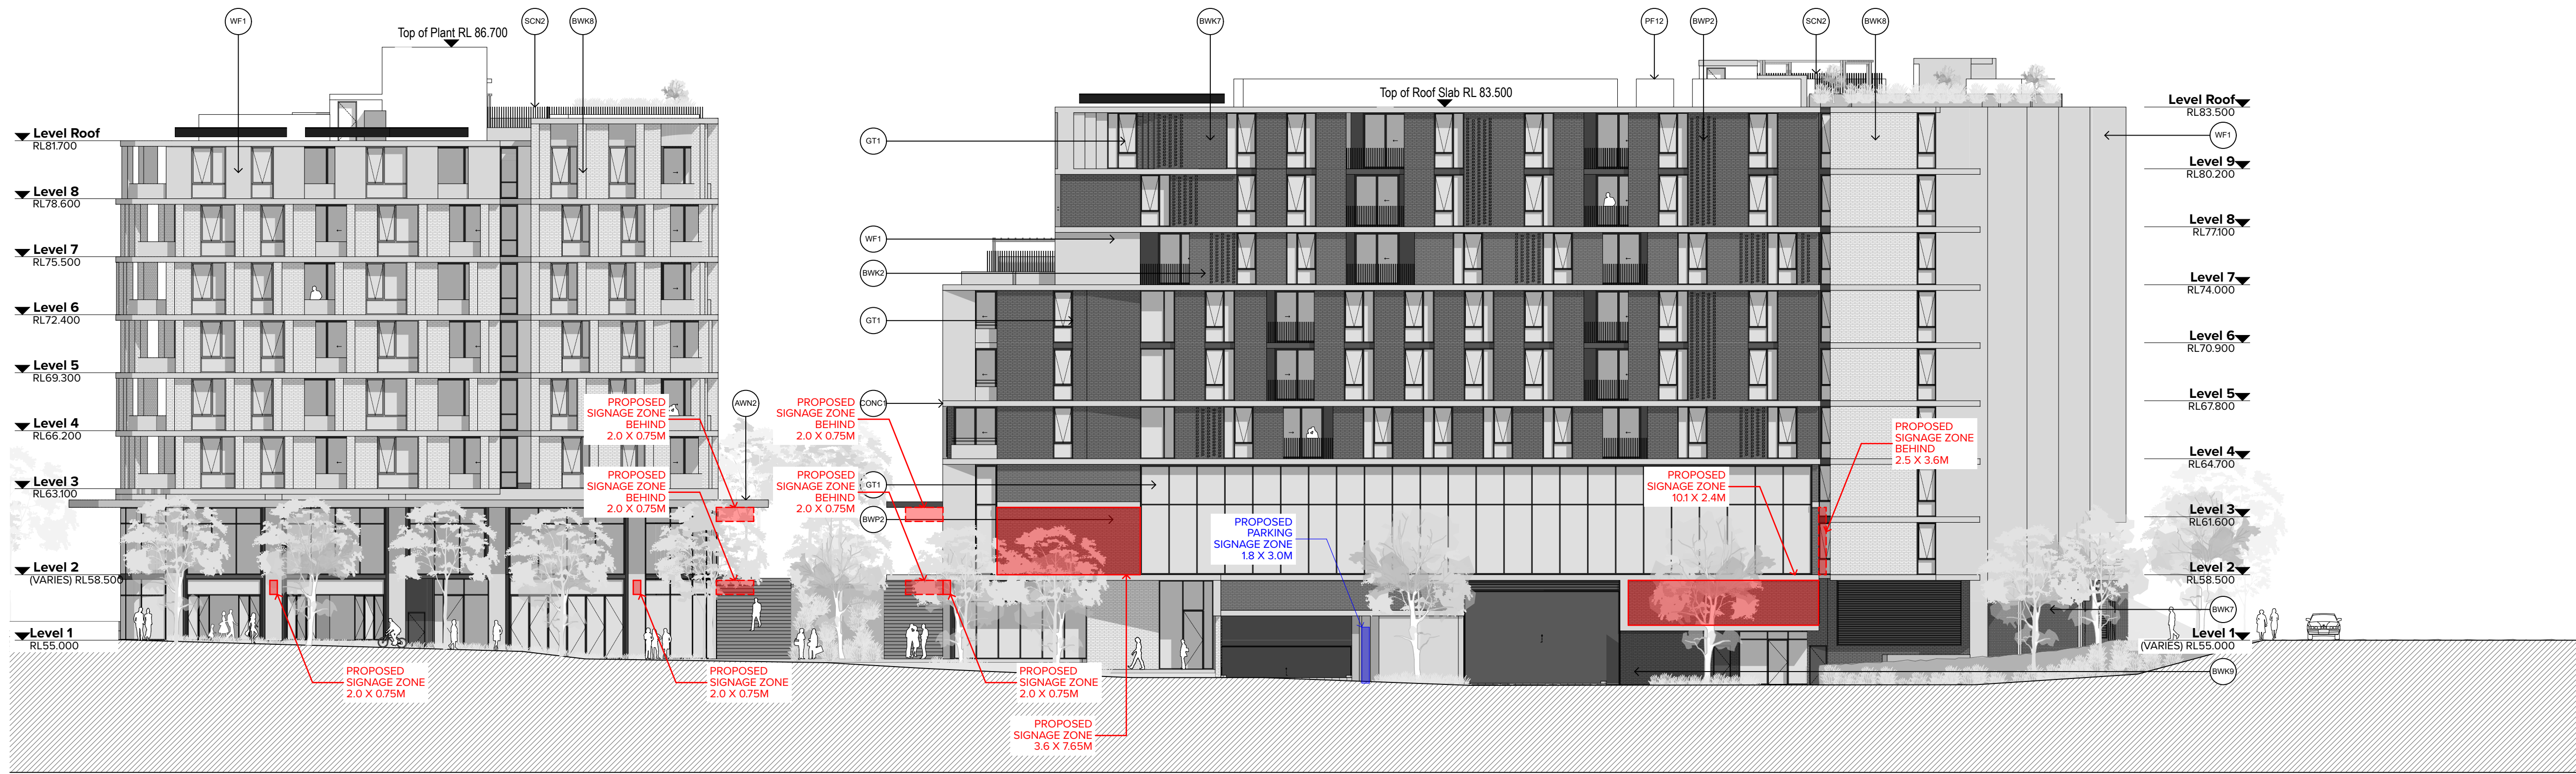 WF1
SCN2
BWK8
BWK7
PF12
BWP2
SCN2
BWK8
Top of Plant RL 86.700
Top of Roof Slab RL 83.500
Level Roof
RL81.700
Level 8
RL78.600
Level 7
RL75.500
Level 6
RL72.400
Level 5
RL69.300
Level 4
RL66.200
Level 3
RL63.100
Level 2
(VARIES) RL58.500
Level 1
RL55.000
PROPOSED
SIGNAGE ZONE
BEHIND
2.0 X 0.75M
PROPOSED
SIGNAGE ZONE
BEHIND
2.0 X 0.75M
AWN2
PROPOSED
SIGNAGE ZONE
BEHIND
2.0 X 0.75M
PROPOSED
SIGNAGE ZONE
BEHIND
2.0 X 0.75M
GT1
WF1
BWK2
GT1
CONC1
GT1
BWP2
PROPOSED
PARKING
SIGNAGE ZONE
1.8 X 3.0M
PROPOSED
SIGNAGE ZONE
10.1 X 2.4M
PROPOSED
SIGNAGE ZONE
BEHIND
2.5 X 3.6M
PROPOSED
SIGNAGE ZONE
2.0 X 0.75M
PROPOSED
SIGNAGE ZONE
2.0 X 0.75M
PROPOSED
SIGNAGE ZONE
2.0 X 0.75M
PROPOSED
SIGNAGE ZONE
3.6 X 7.65M
Level Roof
RL83.500
WF1
Level 9
RL80.200
Level 8
RL77.100
Level 7
RL74.000
Level 6
RL70.900
Level 5
RL67.800
Level 4
RL64.700
Level 3
RL61.600
Level 2
RL58.500
BWK7
Level 1
(VARIES) RL55.000
BWK9